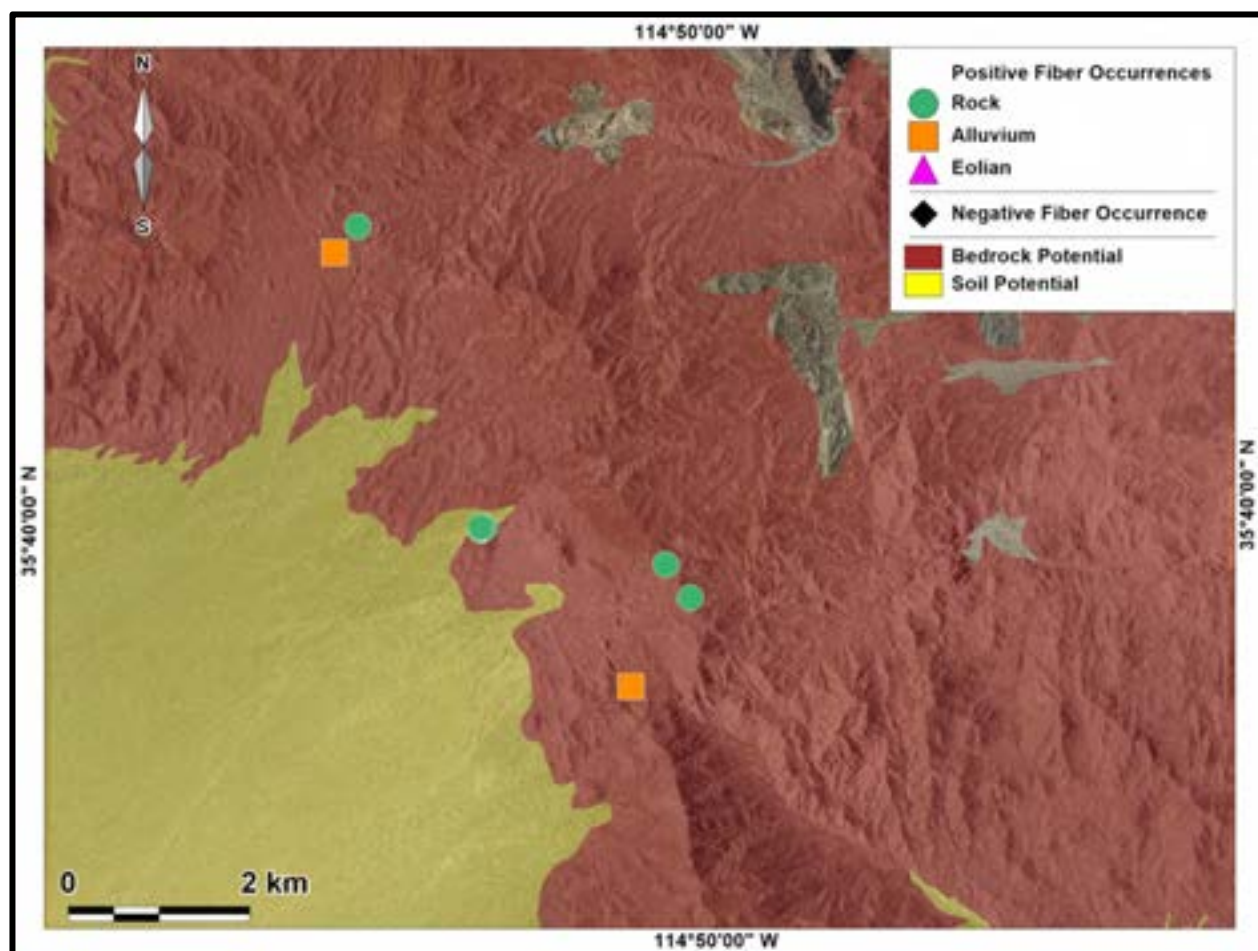 114°50'00" W
N
S
Positive Fiber Occurrences
Rock
Alluvium
Eolian
Negative Fiber Occurrence
Bedrock Potential
Soil Potential
35°40'00" N
35°40'00" N
0 2 km
114°50'00" W